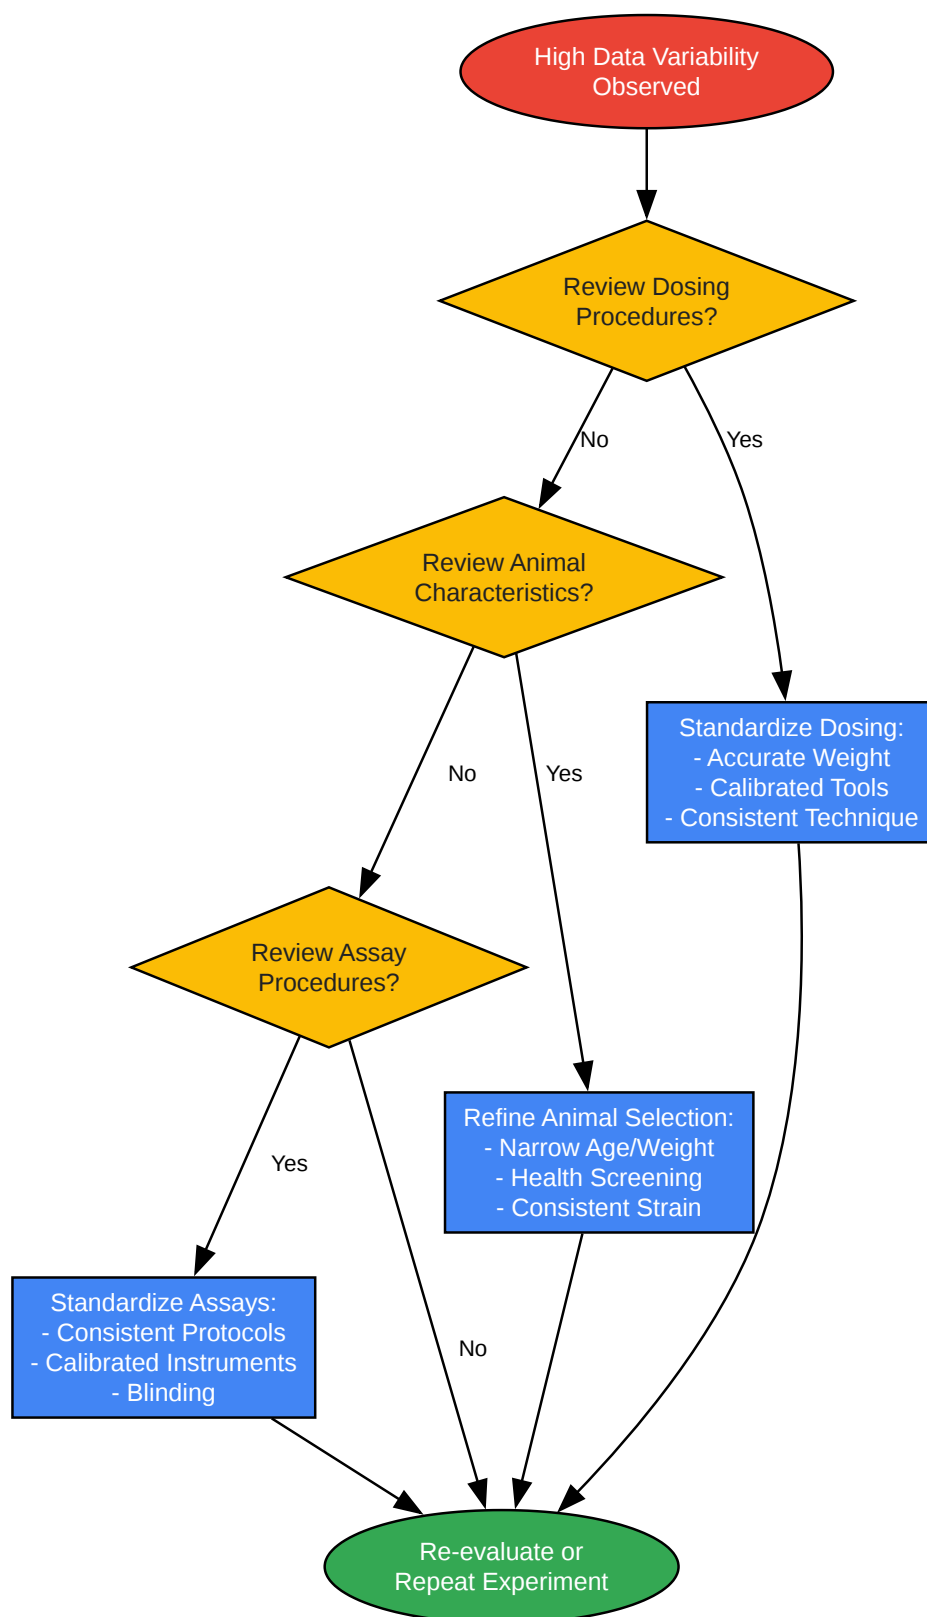 High Data Variability
Observed
Review Dosing
Procedures?
No
Yes
Review Animal
Characteristics?
Standardize Dosing:
- Accurate Weight
- Calibrated Tools
- Consistent Technique
No
Yes
Review Assay
Procedures?
Refine Animal Selection:
- Narrow Age/Weight
- Health Screening
- Consistent Strain
Yes
Standardize Assays:
- Consistent Protocols
- Calibrated Instruments
- Blinding
No
Re-evaluate or
Repeat Experiment